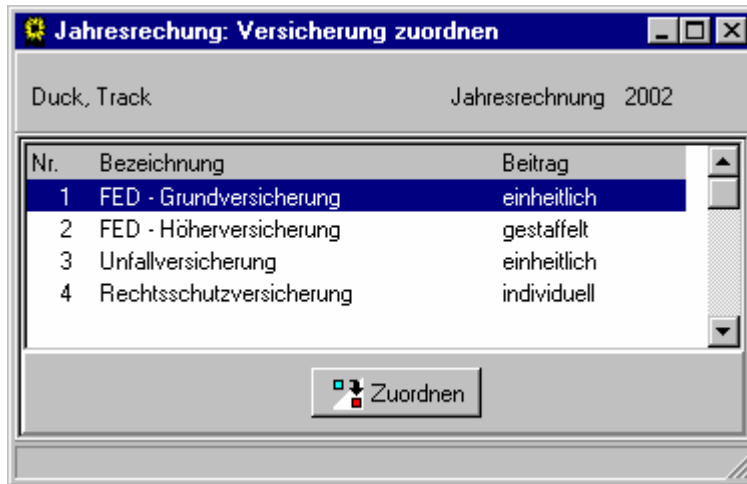 Jahresrechung: Versicherung zuordnen
Duck, Track Jahresrechnung 2002
Nr. Bezeichnung Beitrag
1 FED - Grundversicherung einheitlich
2 FED - Höherversicherung gestaffelt
3 Unfallversicherung einheitlich
4 Rechtsschutzversicherung individuell
Zuordnen